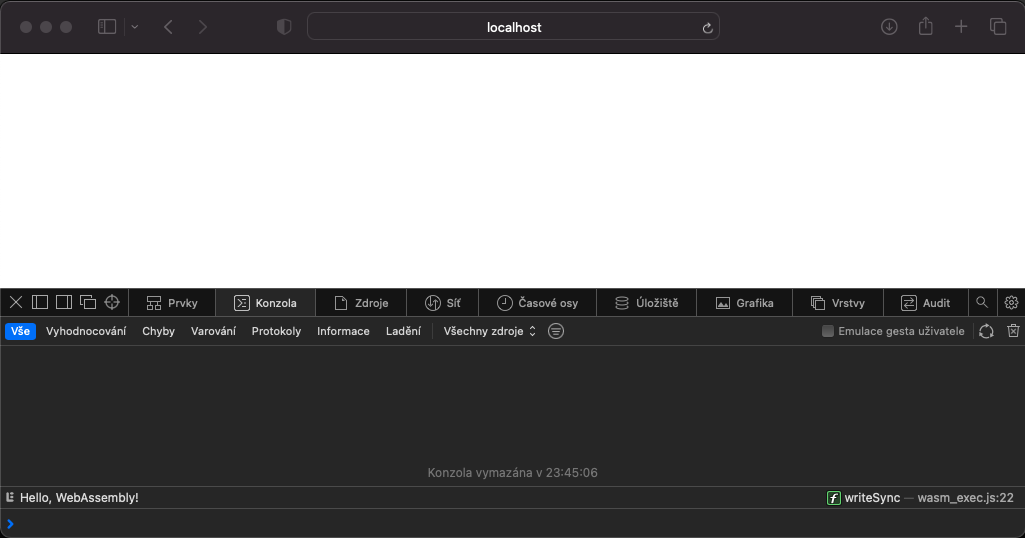 localhost
Prvky Konzola Zdroje Síť Časové osy Úložiště Grafika Vrstvy Audit
Vše Vyhodnocování Chyby Varování Protokoly Informace Ladění Všechny zdroje Emulace gesta uživatele
Konzola vymazána v 23:45:06
Hello, WebAssembly! f writeSync — wasm_exec.js:22